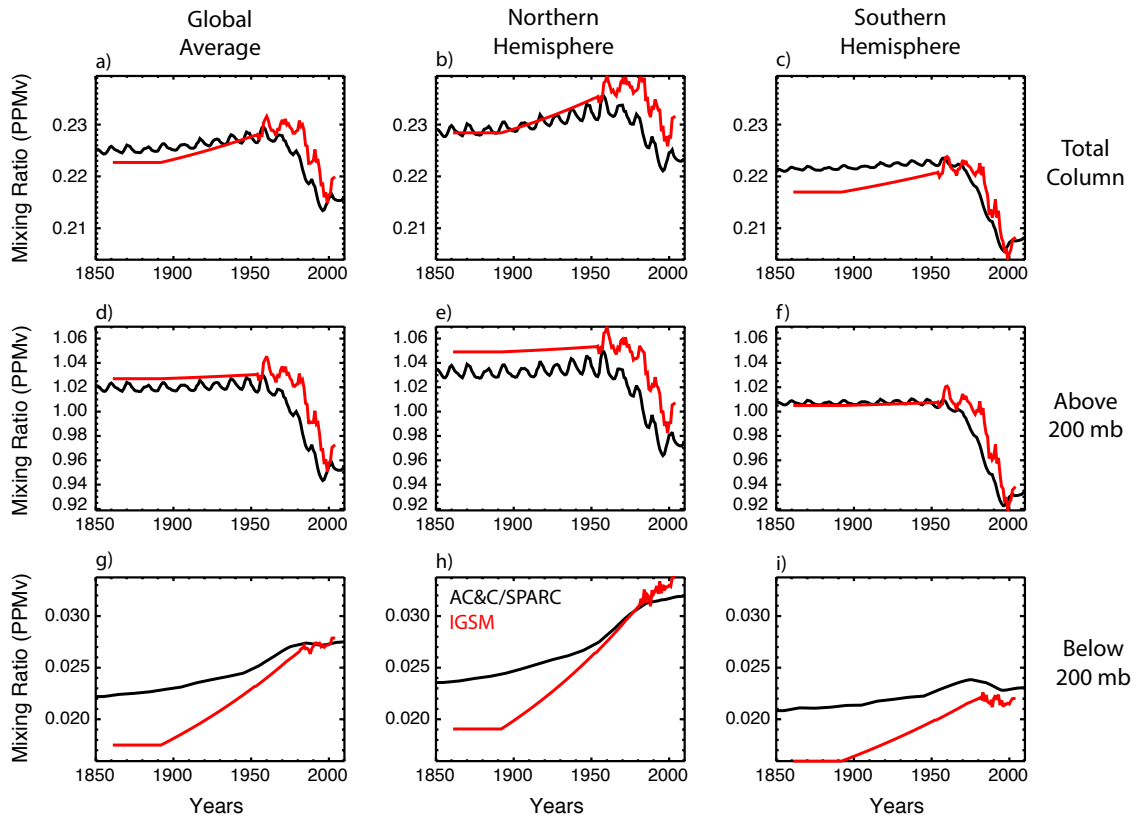 Global
Average
Northern
Hemisphere
Southern
Hemisphere
a)
b)
c)
Mixing Ratio (PPMv)
0.23
0.22
0.21
1850 1900 1950 2000
0.23
0.22
0.21
1850 1900 1950 2000
0.23
0.22
0.21
1850 1900 1950 2000
Total
Column
d)
e)
f)
Mixing Ratio (PPMv)
1.06
1.04
1.02
1.00
0.98
0.96
0.94
0.92
1850 1900 1950 2000
1.06
1.04
1.02
1.00
0.98
0.96
0.94
0.92
1850 1900 1950 2000
1.06
1.04
1.02
1.00
0.98
0.96
0.94
0.92
1850 1900 1950 2000
Above
200 mb
g)
h)
i)
Mixing Ratio (PPMv)
0.030
0.025
0.020
1850 1900 1950 2000
Years
AC&C/SPARC
IGSM
0.030
0.025
0.020
1850 1900 1950 2000
Years
0.030
0.025
0.020
1850 1900 1950 2000
Years
Below
200 mb